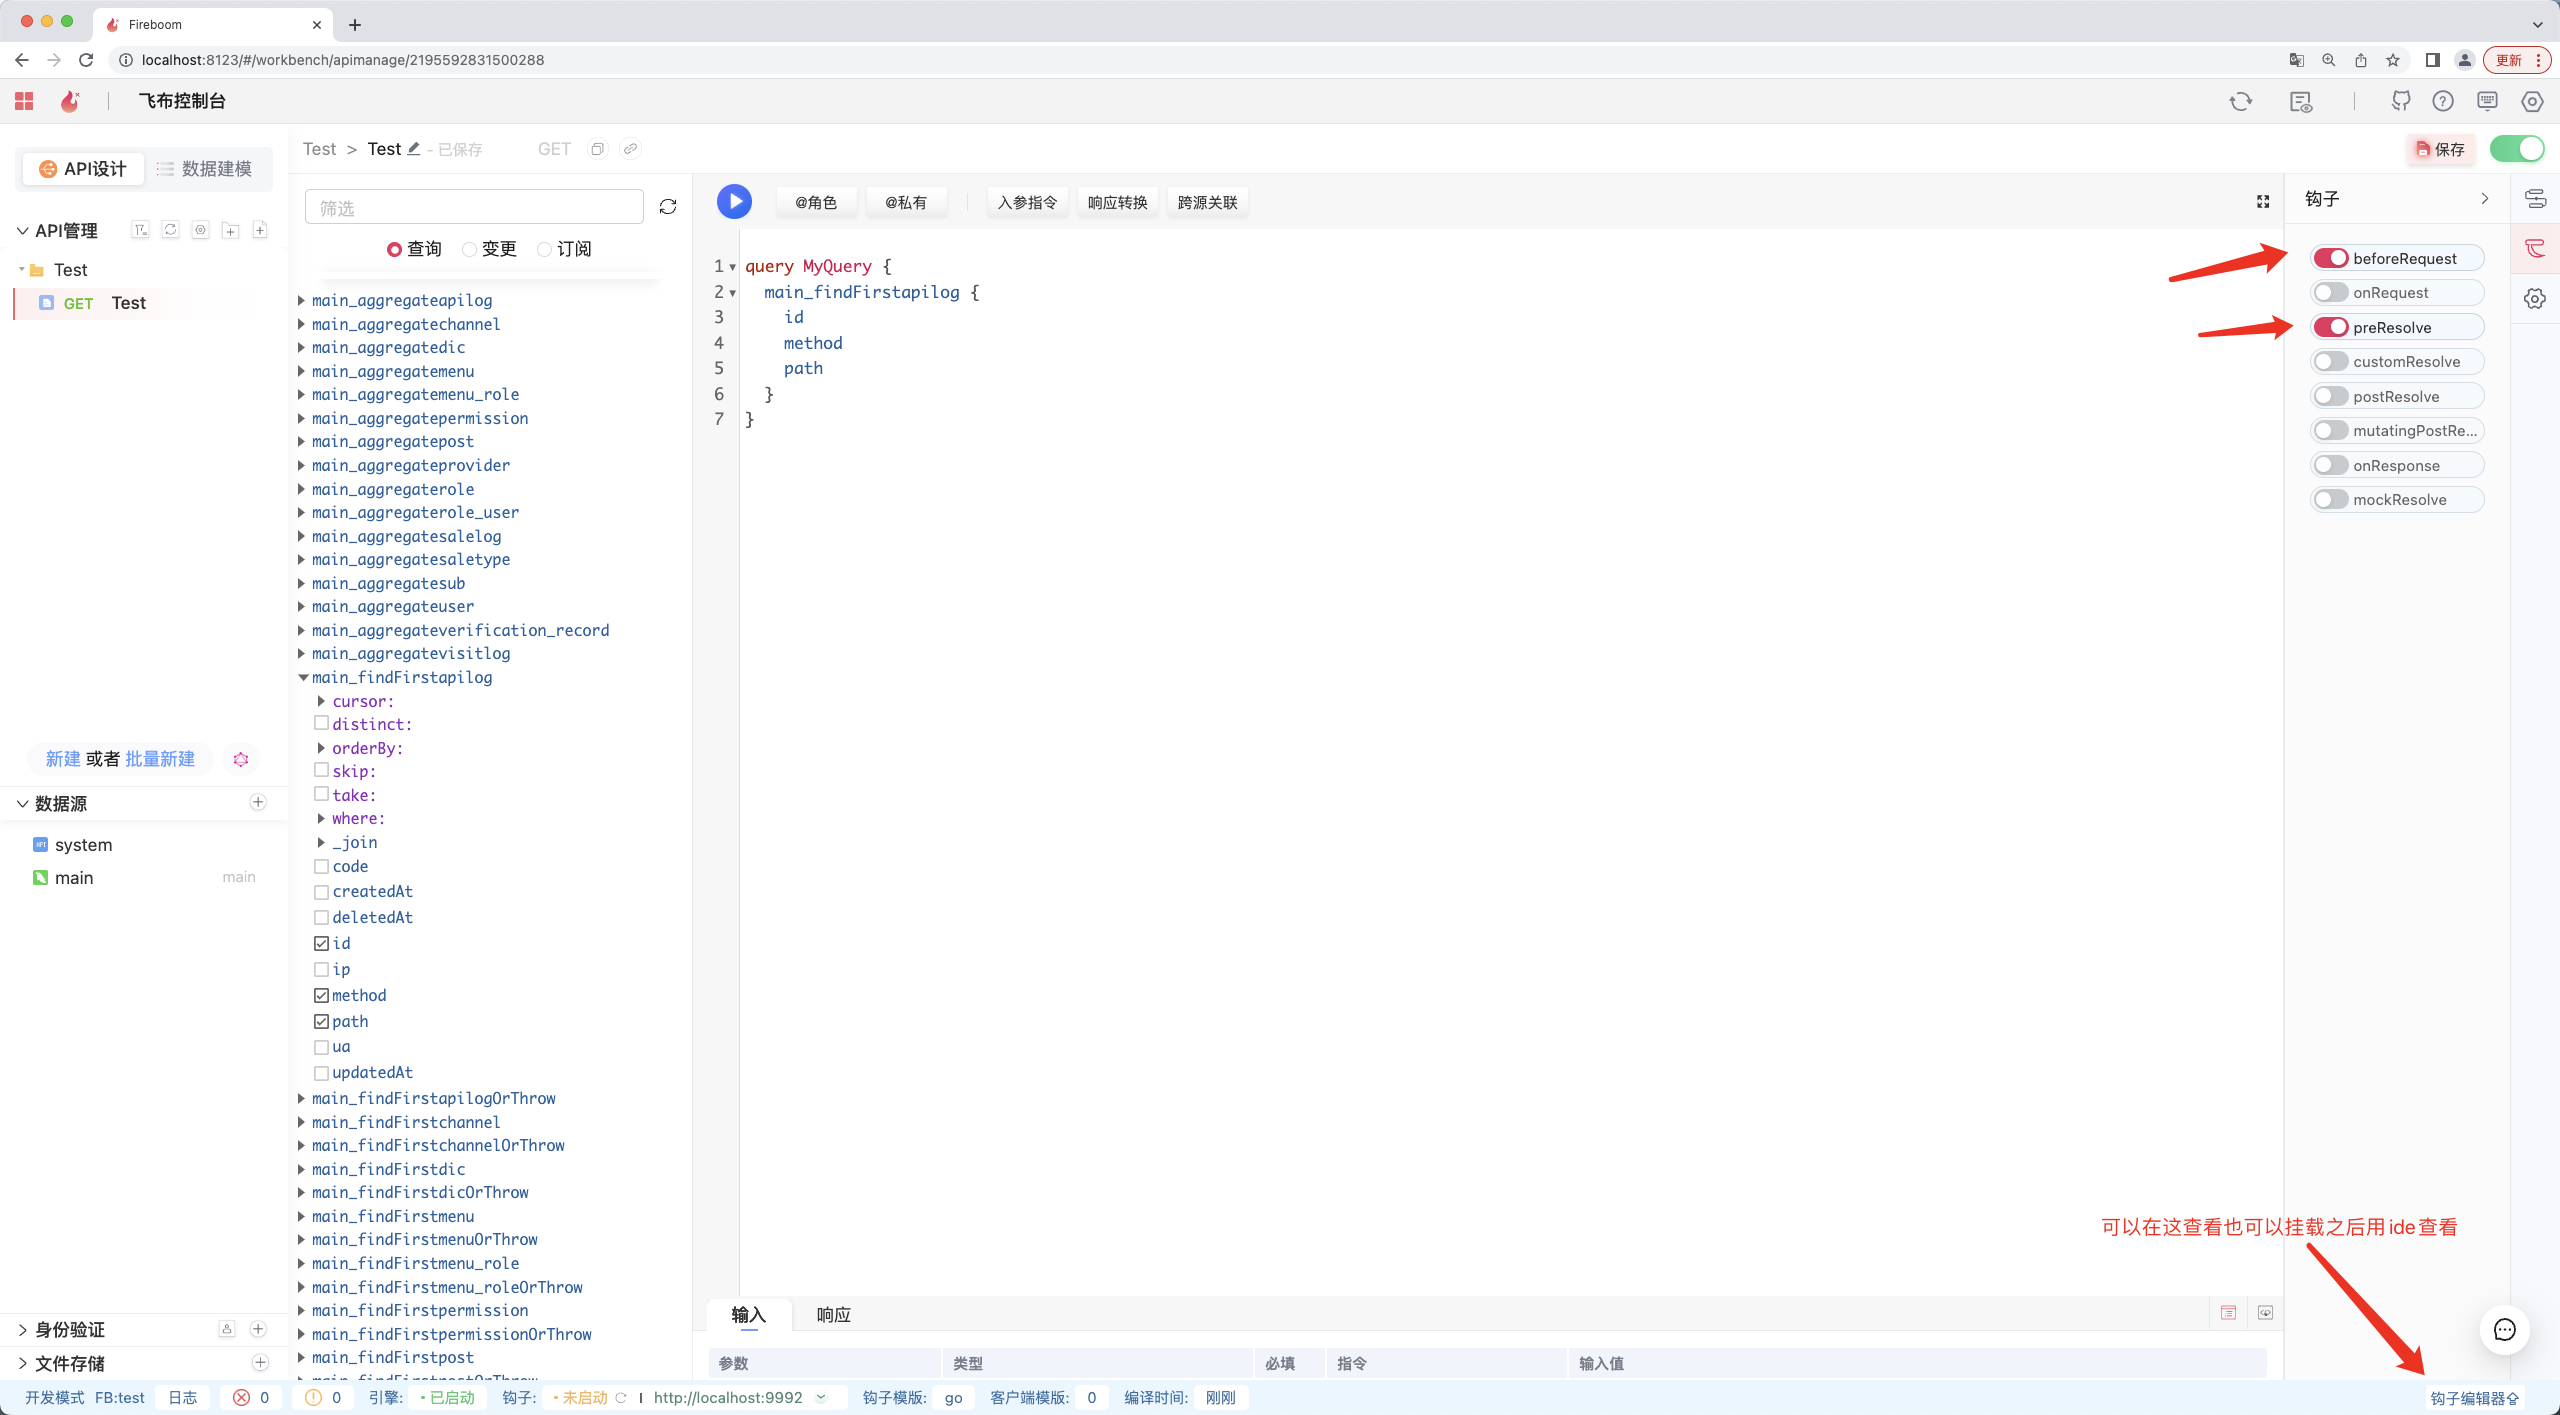 Fireboom
localhost:8123/#/workbench/apimanage/2195592831500288
更新
飞布控制台
API设计
数据建模
Test > Test - 已保存
GET
保存
API管理
Test
GET Test
新建 或者 批量新建
数据源
system
main main
身份验证
文件存储
筛选
查询 变更 订阅
main_aggregateapilog
main_aggregatechannel
main_aggregatedic
main_aggregatemenu
main_aggregatemenu_role
main_aggregatepermission
main_aggregatepost
main_aggregateprovider
main_aggregaterole
main_aggregaterole_user
main_aggregatesalelog
main_aggregatesaletype
main_aggregatesub
main_aggregateuser
main_aggregateverification_record
main_aggregatevisitlog
main_findFirstapilog
cursor:
distinct:
orderBy:
skip:
take:
where:
_join
code
createdAt
deletedAt
id
ip
method
path
ua
updatedAt
main_findFirstapilogOrThrow
main_findFirstchannel
main_findFirstchannelOrThrow
main_findFirstdic
main_findFirstdicOrThrow
main_findFirstmenu
main_findFirstmenuOrThrow
main_findFirstmenu_role
main_findFirstmenu_roleOrThrow
main_findFirstpermission
main_findFirstpermissionOrThrow
main_findFirstpost
@角色 @私有 入参指令 响应转换 跨源关联
1 query MyQuery {
2 main_findFirstapilog {
3 id
4 method
5 path
6 }
7 }
钩子
beforeRequest
onRequest
preResolve
customResolve
postResolve
mutatingPostRe...
onResponse
mockResolve
可以在这查看也可以挂载之后用ide查看
输入 响应
参数 类型 必填 指令 输入值
开发模式 FB:test 日志 0 0 引擎: 已启动 钩子: 未启动 http://localhost:9992 钩子模版: go 客户端模版: 0 编译时间: 刚刚 钩子编辑器